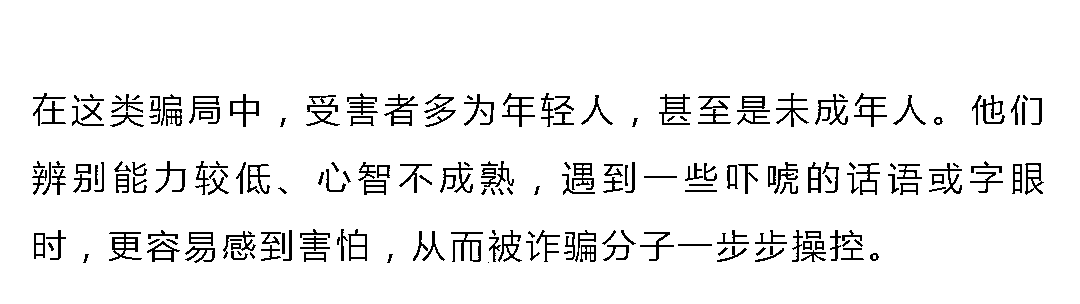 在这类骗局中，受害者多为年轻人，甚至是未成年人。他们
辨别能力较低、心智不成熟，遇到一些吓唬的话语或字眼
时，更容易感到害怕，从而被诈骗分子一步步操控。